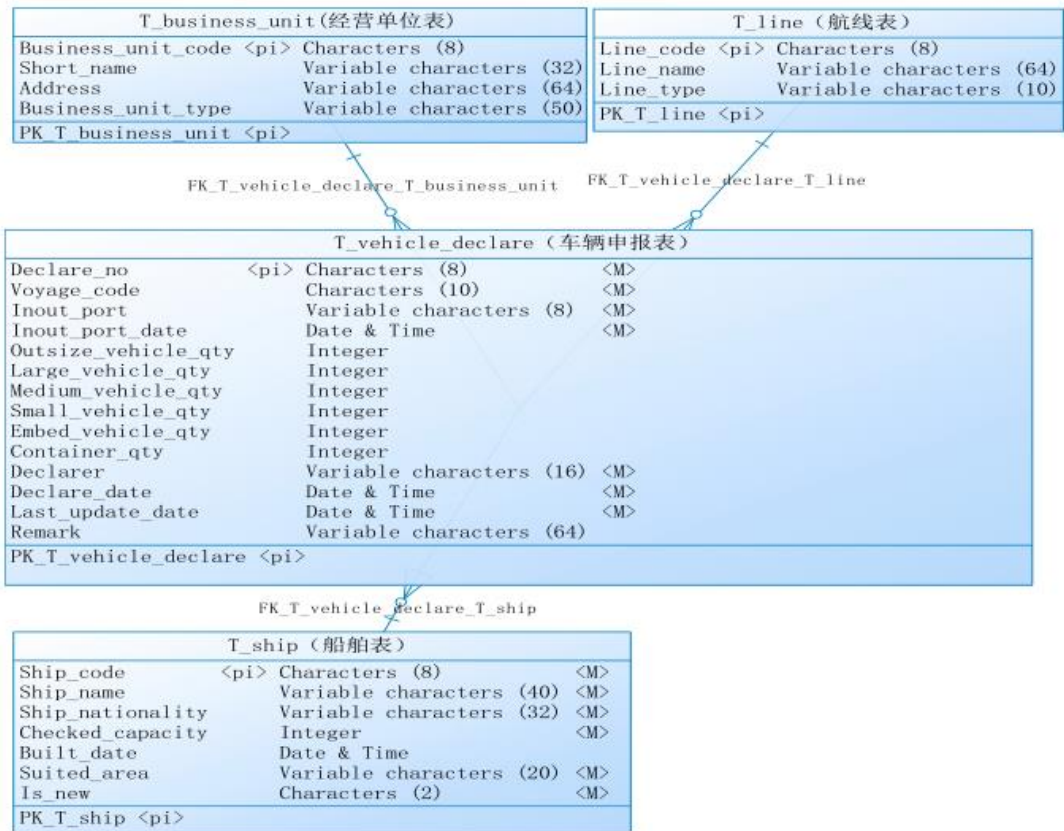 T_business_unit(经营单位表)
Business_unit_code <pi> Characters (8)
Short_name Variable characters (32)
Address Variable characters (64)
Business_unit_type Variable characters (50)
PK_T_business_unit <pi>
T_line（航线表）
Line_code <pi> Characters (8)
Line_name Variable characters (64)
Line_type Variable characters (10)
PK_T_line <pi>
FK_T_vehicle_declare_T_business_unit
FK_T_vehicle_declare_T_line
T_vehicle_declare（车辆申报表）
Declare_no <pi> Characters (8) <M>
Voyage_code Characters (10) <M>
Inout_port Variable characters (8) <M>
Inout_port_date Date & Time <M>
Outsize_vehicle_qty Integer
Large_vehicle_qty Integer
Medium_vehicle_qty Integer
Small_vehicle_qty Integer
Embed_vehicle_qty Integer
Container_qty Integer
Declarer Variable characters (16) <M>
Declare_date Date & Time <M>
Last_update_date Date & Time <M>
Remark Variable characters (64)
PK_T_vehicle_declare <pi>
FK_T_vehicle_declare_T_ship
T_ship（船舶表）
Ship_code <pi> Characters (8) <M>
Ship_name Variable characters (40) <M>
Ship_nationality Variable characters (32) <M>
Checked_capacity Integer <M>
Built_date Date & Time
Suited_area Variable characters (20) <M>
Is_new Characters (2) <M>
PK_T_ship <pi>